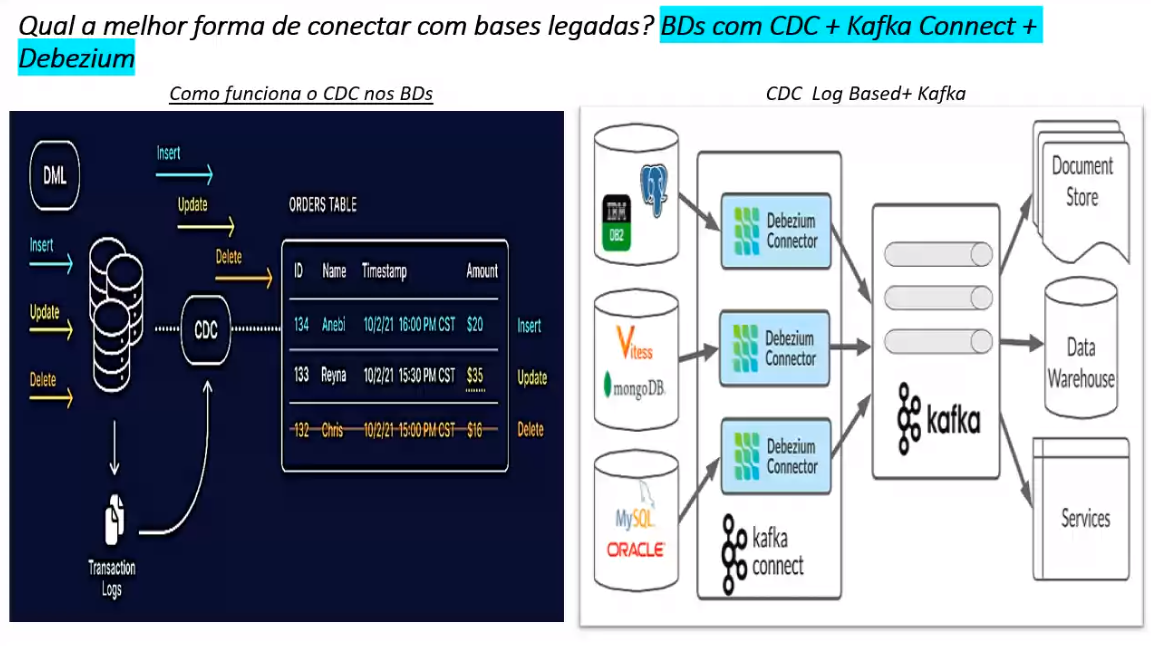 Qual a melhor forma de conectar com bases legadas? BDs com CDC + Kafka Connect +
Debezium
Como funciona o CDC nos BDs
CDC  Log Based+ Kafka
DML
Insert
Update
Delete
Insert
Update
Delete
CDC
Transaction
Logs
ORDERS TABLE
ID Name Timestamp Amount
134 Anebi 10/2/21 16:00 PM CST $20 Insert
133 Reyna 10/2/21 15:30 PM CST $35 Update
132 Chris 10/2/21 15:00 PM CST $16 Delete
IBM
DB2
Vitess
mongoDB.
MySQL
ORACLE
Debezium
Connector
Debezium
Connector
Debezium
Connector
kafka
connect
kafka
Document
Store
Data
Warehouse
Services